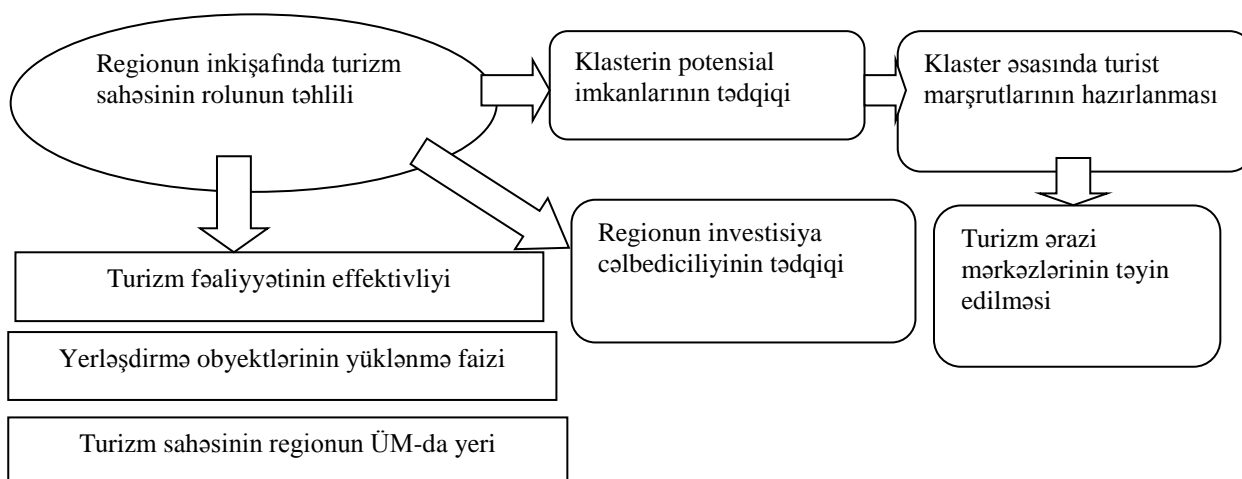 Regionun inkişafında turizm
sahəsinin rolunun təhlili
Klasterin potensial
imkanlarının tədqiqi
Klaster əsasında turist
marşrutlarının hazırlanması
Regionun investisiya
cəlbediciliyinin tədqiqi
Turizm ərazi
mərkəzlərinin təyin
edilməsi
Turizm fəaliyyətinin effektivliyi
Yerləşdirmə obyektlərinin yüklənmə faizi
Turizm sahəsinin regionun ÜM-da yeri